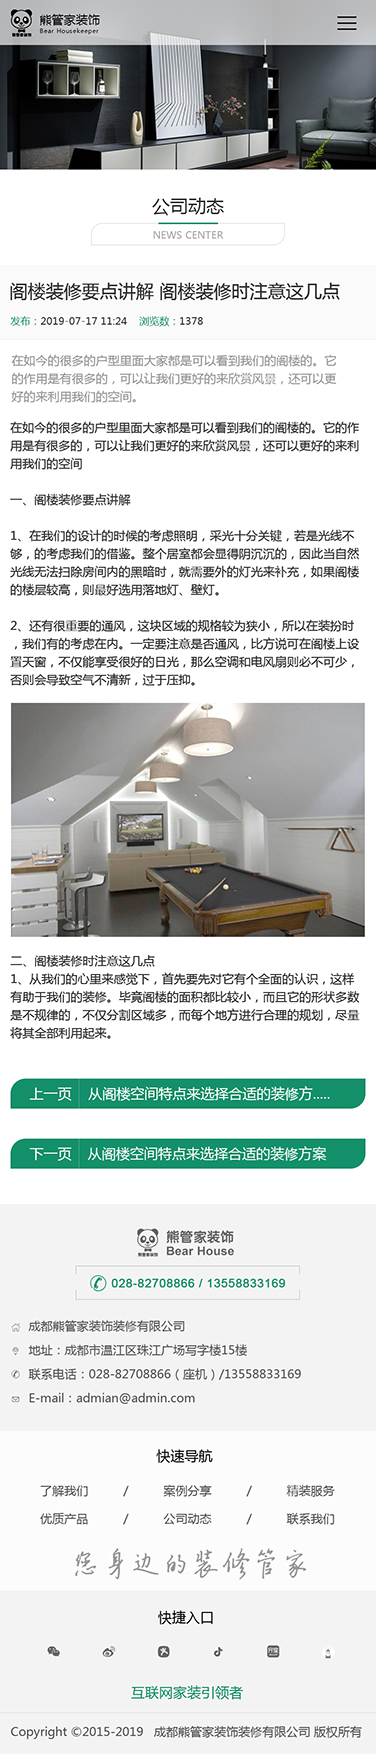 熊管家装饰
Bear Housekeeper
公司动态
NEWS CENTER
阁楼装修要点讲解 阁楼装修时注意这几点
发布：2019-07-17 11:24 浏览数：1378
在如今的很多的户型里面大家都是可以看到我们的阁楼的。它
的作用是有很多的，可以让我们更好的来欣赏风景，还可以更
好的来利用我们的空间。
在如今的很多的户型里面大家都是可以看到我们的阁楼的。它的作
用是有很多的，可以让我们更好的来欣赏风景，还可以更好的来利
用我们的空间
一、阁楼装修要点讲解
1、在我们的设计的时候的考虑照明，采光十分关键，若是光线不
够，的考虑我们的借鉴。整个居室都会显得阴沉沉的，因此当自然
光线无法扫除房间内的黑暗时，就需要外的灯光来补充，如果阁楼
的楼层较高，则最好选用落地灯、壁灯。
2、还有很重要的通风，这块区域的规格较为狭小，所以在装扮时
，我们有的考虑在内。一定要注意是否通风，比方说可在阁楼上设
置天窗，不仅能享受很好的日光，那么空调和电风扇则必不可少，
否则会导致空气不清新，过于压抑。
二、阁楼装修时注意这几点
1、从我们的心里来感觉下，首先要先对它有个全面的认识，这样
有助于我们的装修。毕竟阁楼的面积都比较小，而且它的形状多数
是不规律的，不仅分割区域多，而每个地方进行合理的规划，尽量
将其全部利用起来。
上一页 从阁楼空间特点来选择合适的装修方.....
下一页 从阁楼空间特点来选择合适的装修方案
熊管家装饰
Bear House
028-82708866 / 13558833169
成都熊管家装饰装修有限公司
地址：成都市温江区珠江广场写字楼15楼
联系电话：028-82708866（座机）/13558833169
E-mail：admian@admin.com
快速导航
了解我们 / 案例分享 / 精装服务
优质产品 / 公司动态 / 联系我们
您身边的装修管家
快捷入口
互联网家装引领者
Copyright ©2015-2019 成都熊管家装饰装修有限公司 版权所有